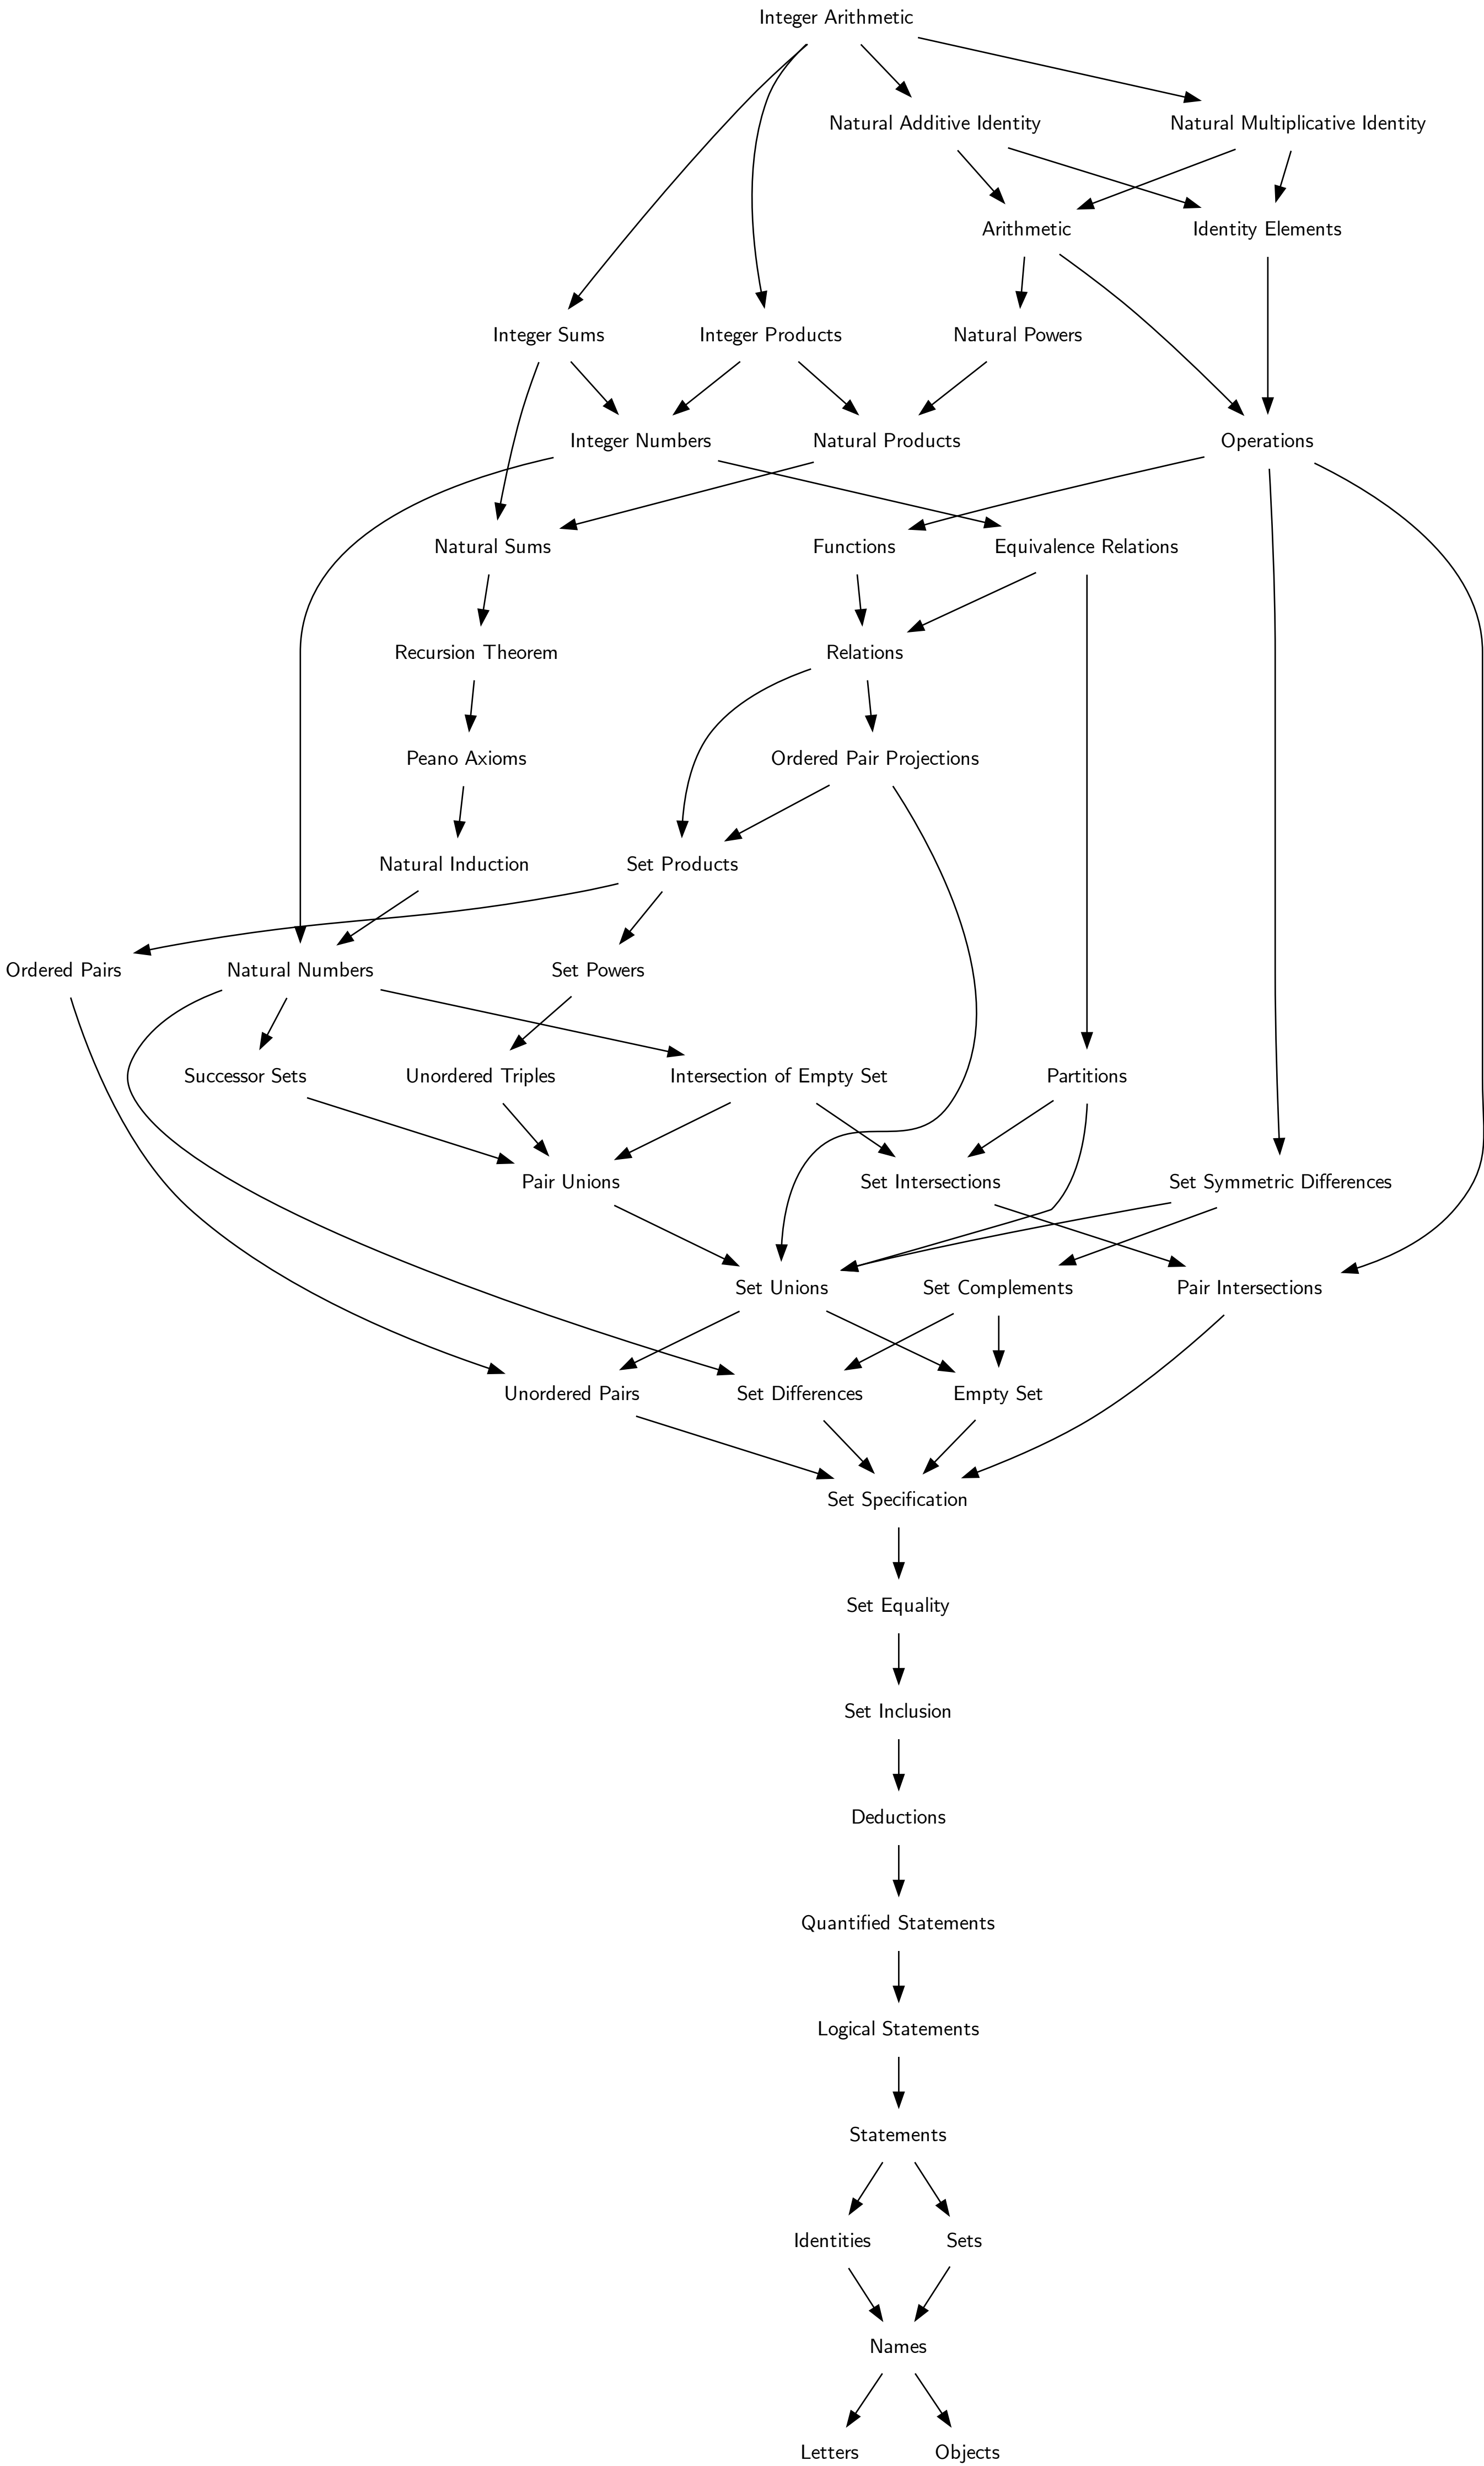 Integer Arithmetic
Natural Additive Identity
Natural Multiplicative Identity
Arithmetic
Identity Elements
Integer Sums
Integer Products
Natural Powers
Integer Numbers
Natural Products
Operations
Natural Sums
Functions
Equivalence Relations
Recursion Theorem
Relations
Peano Axioms
Ordered Pair Projections
Natural Induction
Set Products
Ordered Pairs
Natural Numbers
Set Powers
Successor Sets
Unordered Triples
Intersection of Empty Set
Partitions
Pair Unions
Set Intersections
Set Symmetric Differences
Set Unions
Set Complements
Pair Intersections
Unordered Pairs
Set Differences
Empty Set
Set Specification
Set Equality
Set Inclusion
Deductions
Quantified Statements
Logical Statements
Statements
Identities
Sets
Names
Letters
Objects